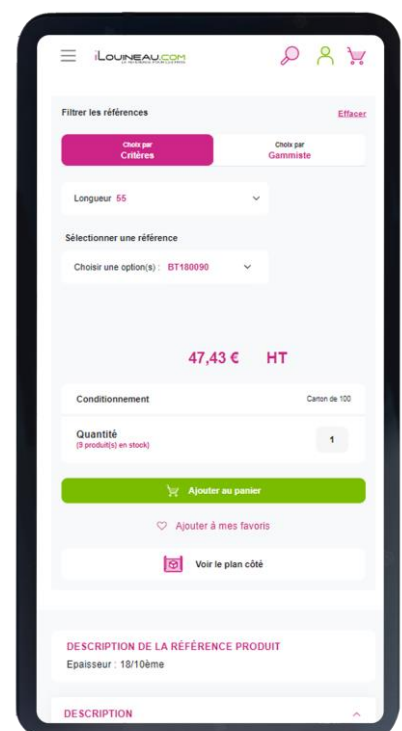 iLOUINEAU.COM
Filtrer les références
Effacer
Choix par
Critères
Choix par
Gammiste
Longueur 55
Sélectionner une référence
Choisir une option(s) : BT180090
47,43 € HT
Conditionnement
Carton de 100
Quantité
(9 produit(s) en stock)
1
Ajouter au panier
Ajouter à mes favoris
Voir le plan côté
DESCRIPTION DE LA RÉFÉRENCE PRODUIT
Epaisseur : 18/10ème
DESCRIPTION